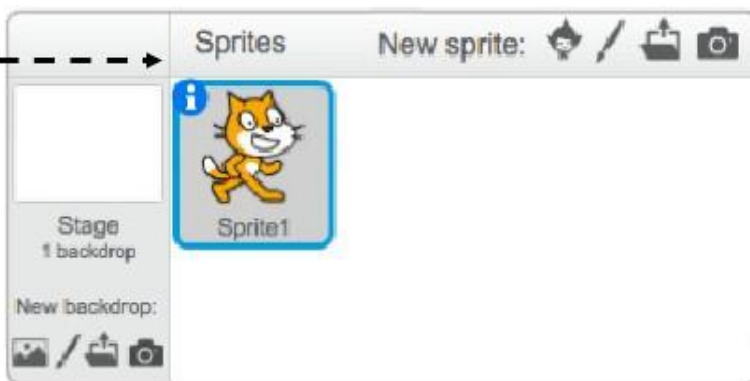 Sprites
New sprite:
Sprite1
Stage
1 backdrop
New backdrop: